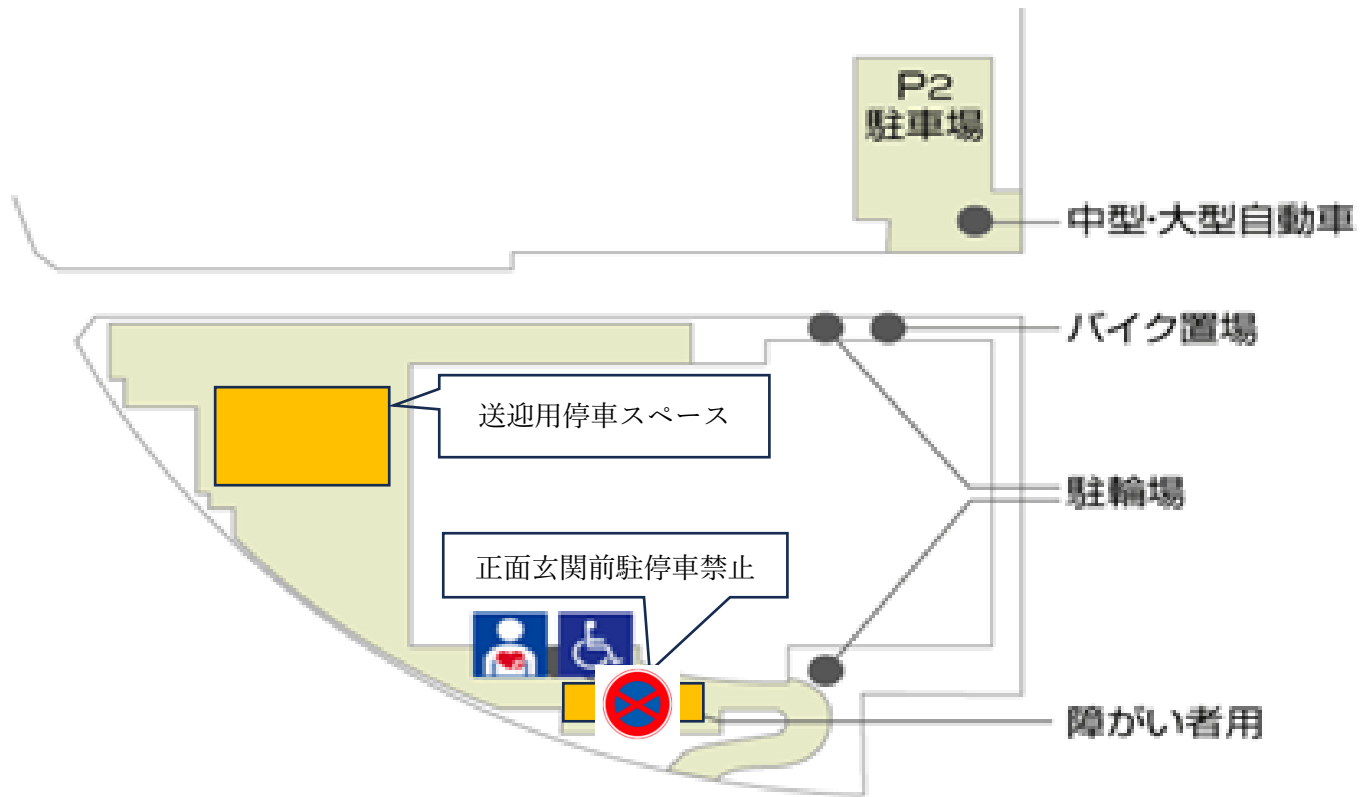 P2
駐車場
中型・大型自動車
バイク置場
送迎用停車スペース
駐輪場
正面玄関前駐停車禁止
障がい者用